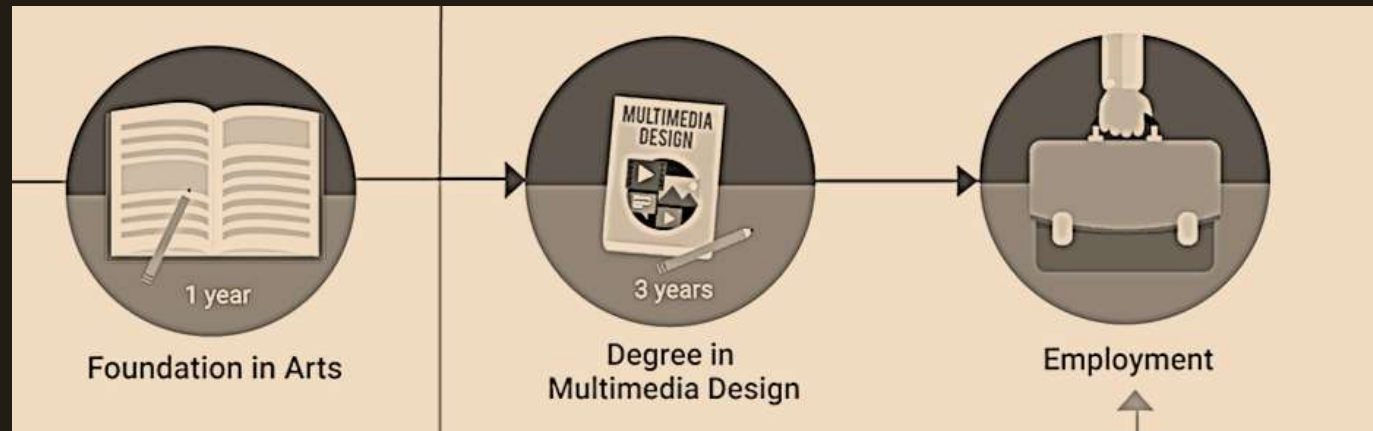 1 year
Foundation in Arts
MULTIMEDIA
DESIGN
3 years
Degree in
Multimedia Design
Employment